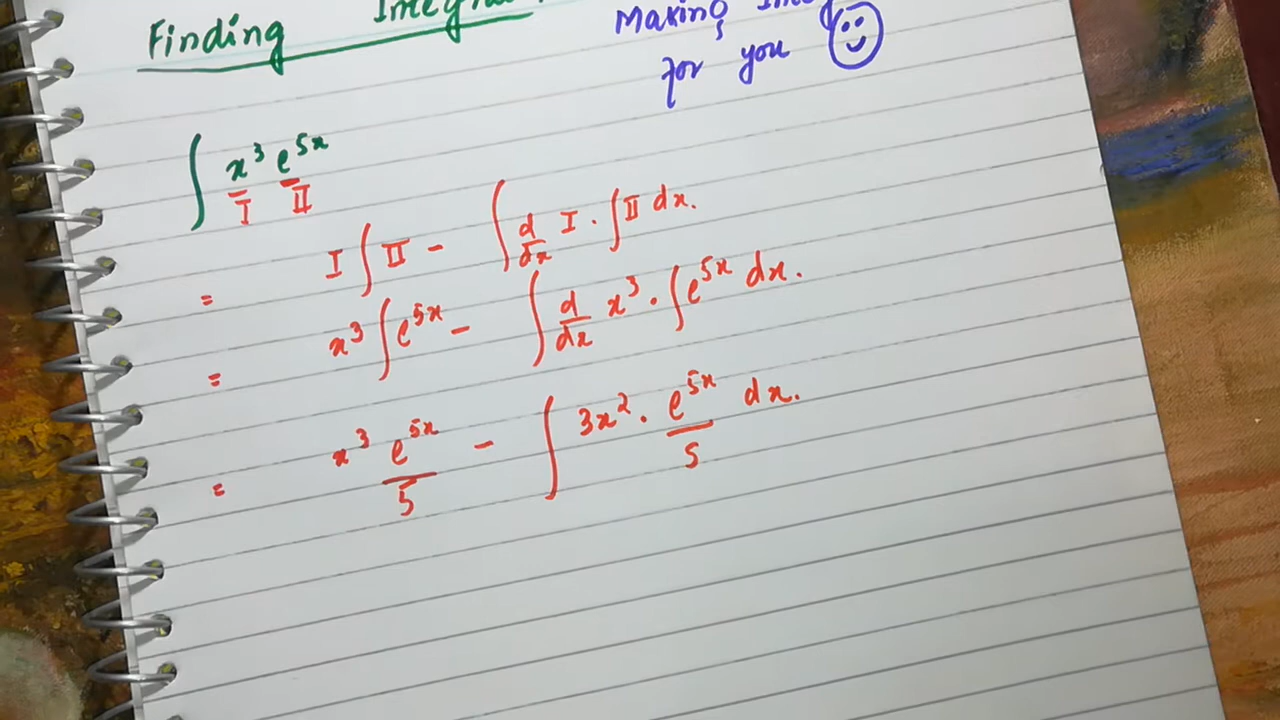 Finding
Making
for you
∫ x³ e⁵ˣ
I II
= I ∫ II - ∫ d/dx I . ∫ II dx.
= x³ ∫ e⁵ˣ - ∫ d/dx x³ . ∫ e⁵ˣ dx.
= x³ e⁵ˣ/5 - ∫ 3x² . e⁵ˣ/5 dx.